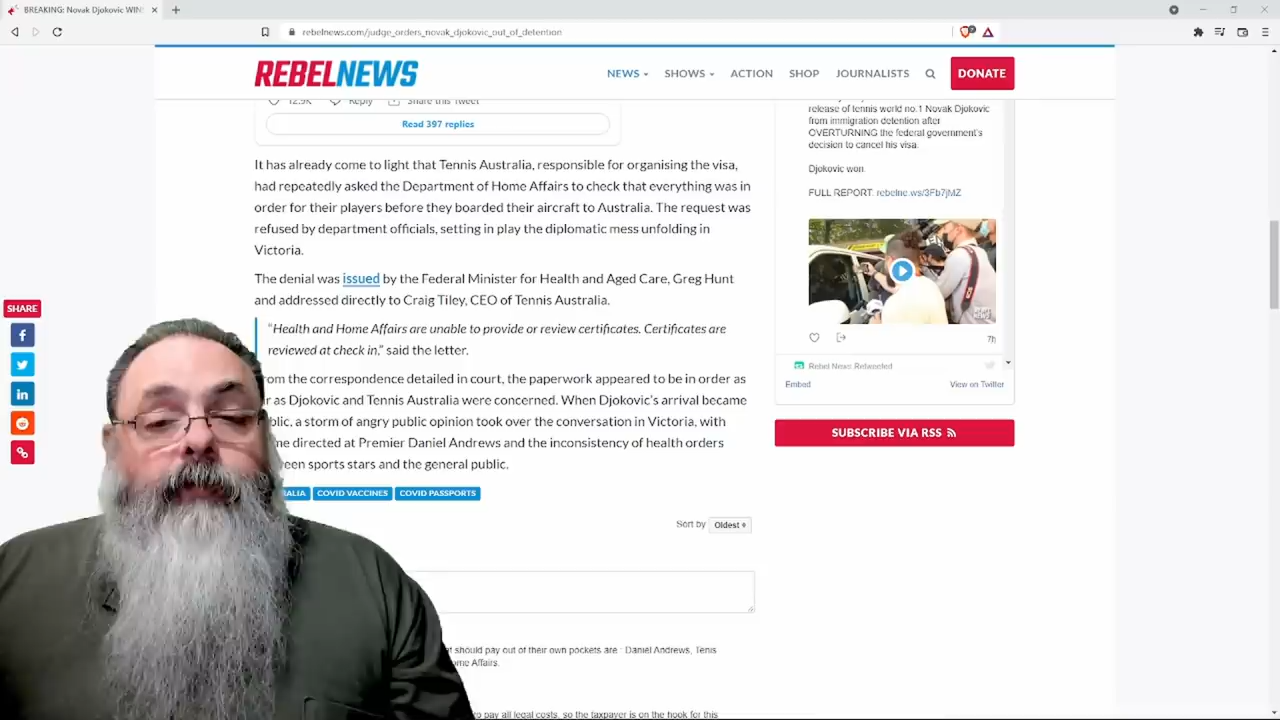 BREAKING: Novak Djokovic WIN
rebelnews.com/judge_orders_novak_djokovic_out_of_detention
REBELNEWS
NEWS
SHOWS
ACTION
SHOP
JOURNALISTS
DONATE
12.9K Reply Share this Tweet
Read 397 replies
It has already come to light that Tennis Australia, responsible for organising the visa,
had repeatedly asked the Department of Home Affairs to check that everything was in
order for their players before they boarded their aircraft to Australia. The request was
refused by department officials, setting in play the diplomatic mess unfolding in
Victoria.
The denial was issued by the Federal Minister for Health and Aged Care, Greg Hunt
and addressed directly to Craig Tiley, CEO of Tennis Australia.
“Health and Home Affairs are unable to provide or review certificates. Certificates are
reviewed at check in,” said the letter.
om the correspondence detailed in court, the paperwork appeared to be in order as
r as Djokovic and Tennis Australia were concerned. When Djokovic’s arrival became
blic, a storm of angry public opinion took over the conversation in Victoria, with
me directed at Premier Daniel Andrews and the inconsistency of health orders
een sports stars and the general public.
RALIA
COVID VACCINES
COVID PASSPORTS
Sort by Oldest
at should pay out of their own pockets are : Daniel Andrews, Tenis
ome Affairs.
to pay all legal costs, so the taxpayer is on the hook for this
release of tennis world no.1 Novak Djokovic
from immigration detention after
OVERTURNING the federal government's
decision to cancel his visa.
Djokovic won.
FULL REPORT: rebelne.ws/3Fb7jMZ
7h
Rebel News Retweeted
Embed
View on Twitter
SUBSCRIBE VIA RSS
SHARE